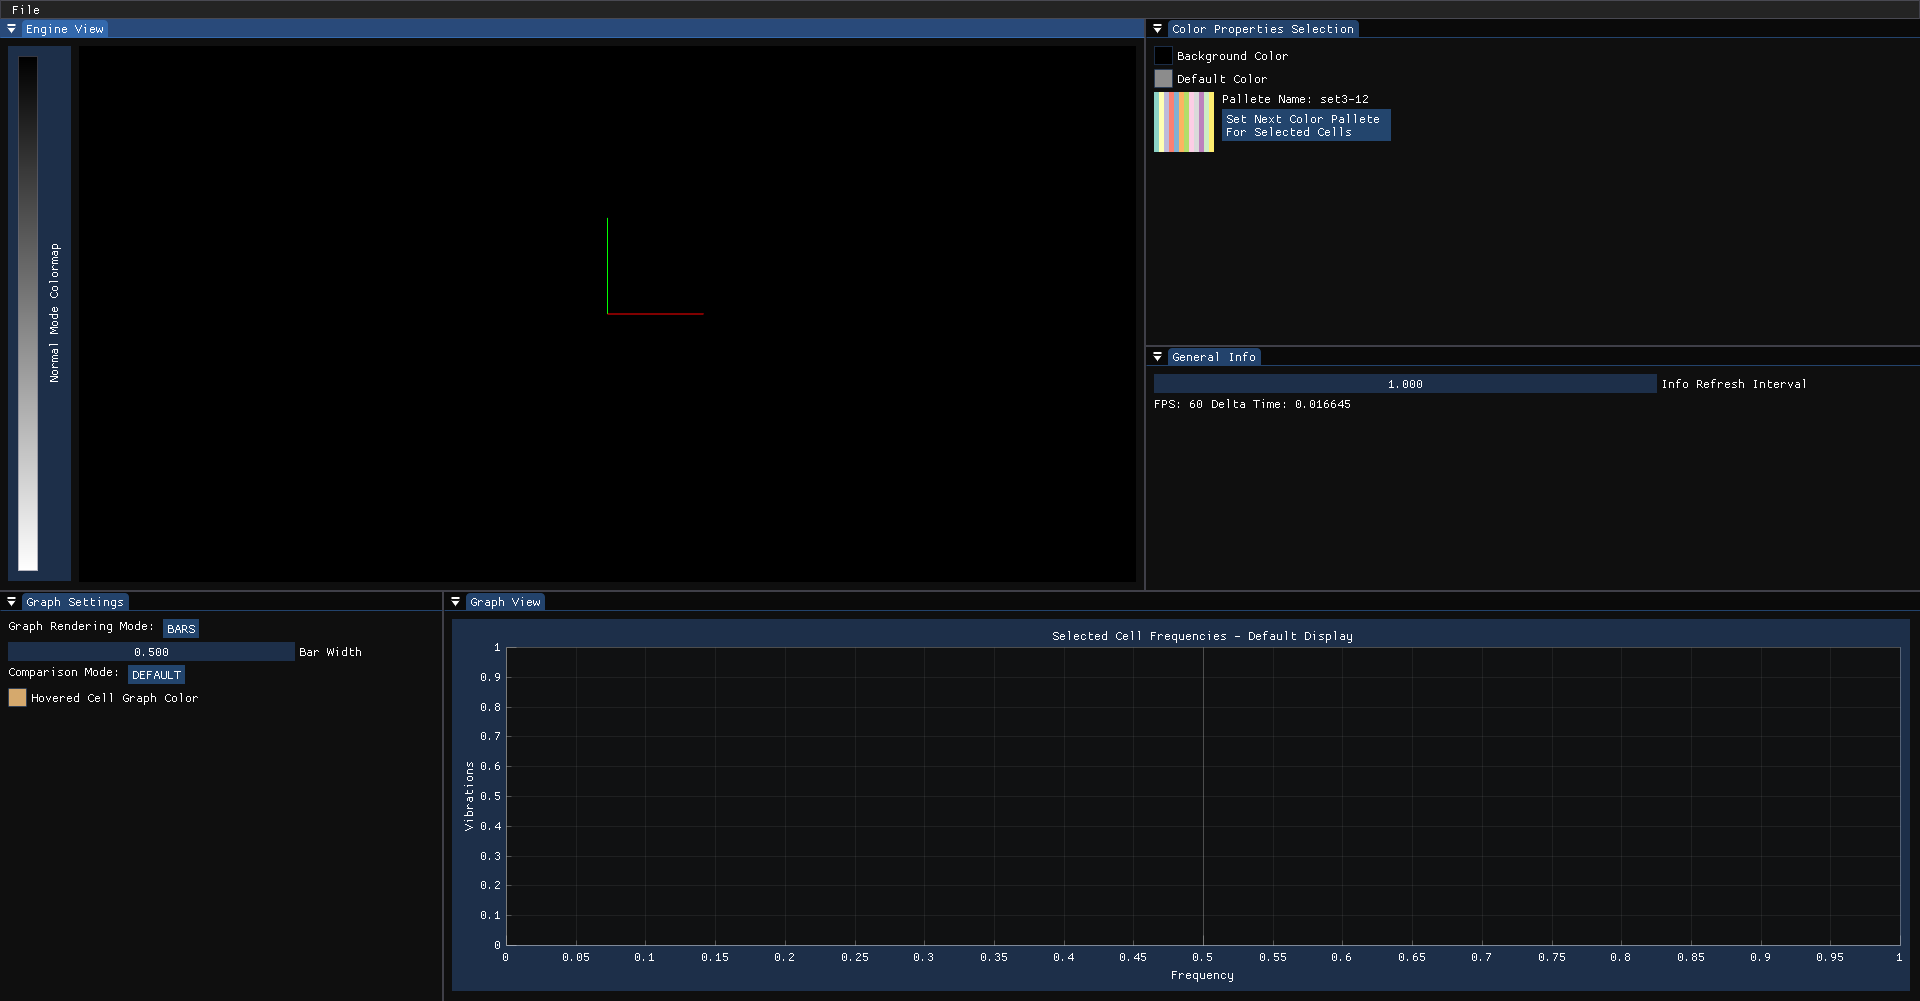 File
Engine View
Normal Mode Colormap
Color Properties Selection
Background Color
Default Color
Pallete Name: set3-12
Set Next Color Pallete
For Selected Cells
General Info
1.000 Info Refresh Interval
FPS: 60 Delta Time: 0.016645
Graph Settings
Graph Rendering Mode: BARS
0.500 Bar Width
Comparison Mode: DEFAULT
Hovered Cell Graph Color
Graph View
Selected Cell Frequencies - Default Display
Vibrations
1
0.9
0.8
0.7
0.6
0.5
0.4
0.3
0.2
0.1
0
0 0.05 0.1 0.15 0.2 0.25 0.3 0.35 0.4 0.45 0.5 0.55 0.6 0.65 0.7 0.75 0.8 0.85 0.9 0.95 1
Frequency